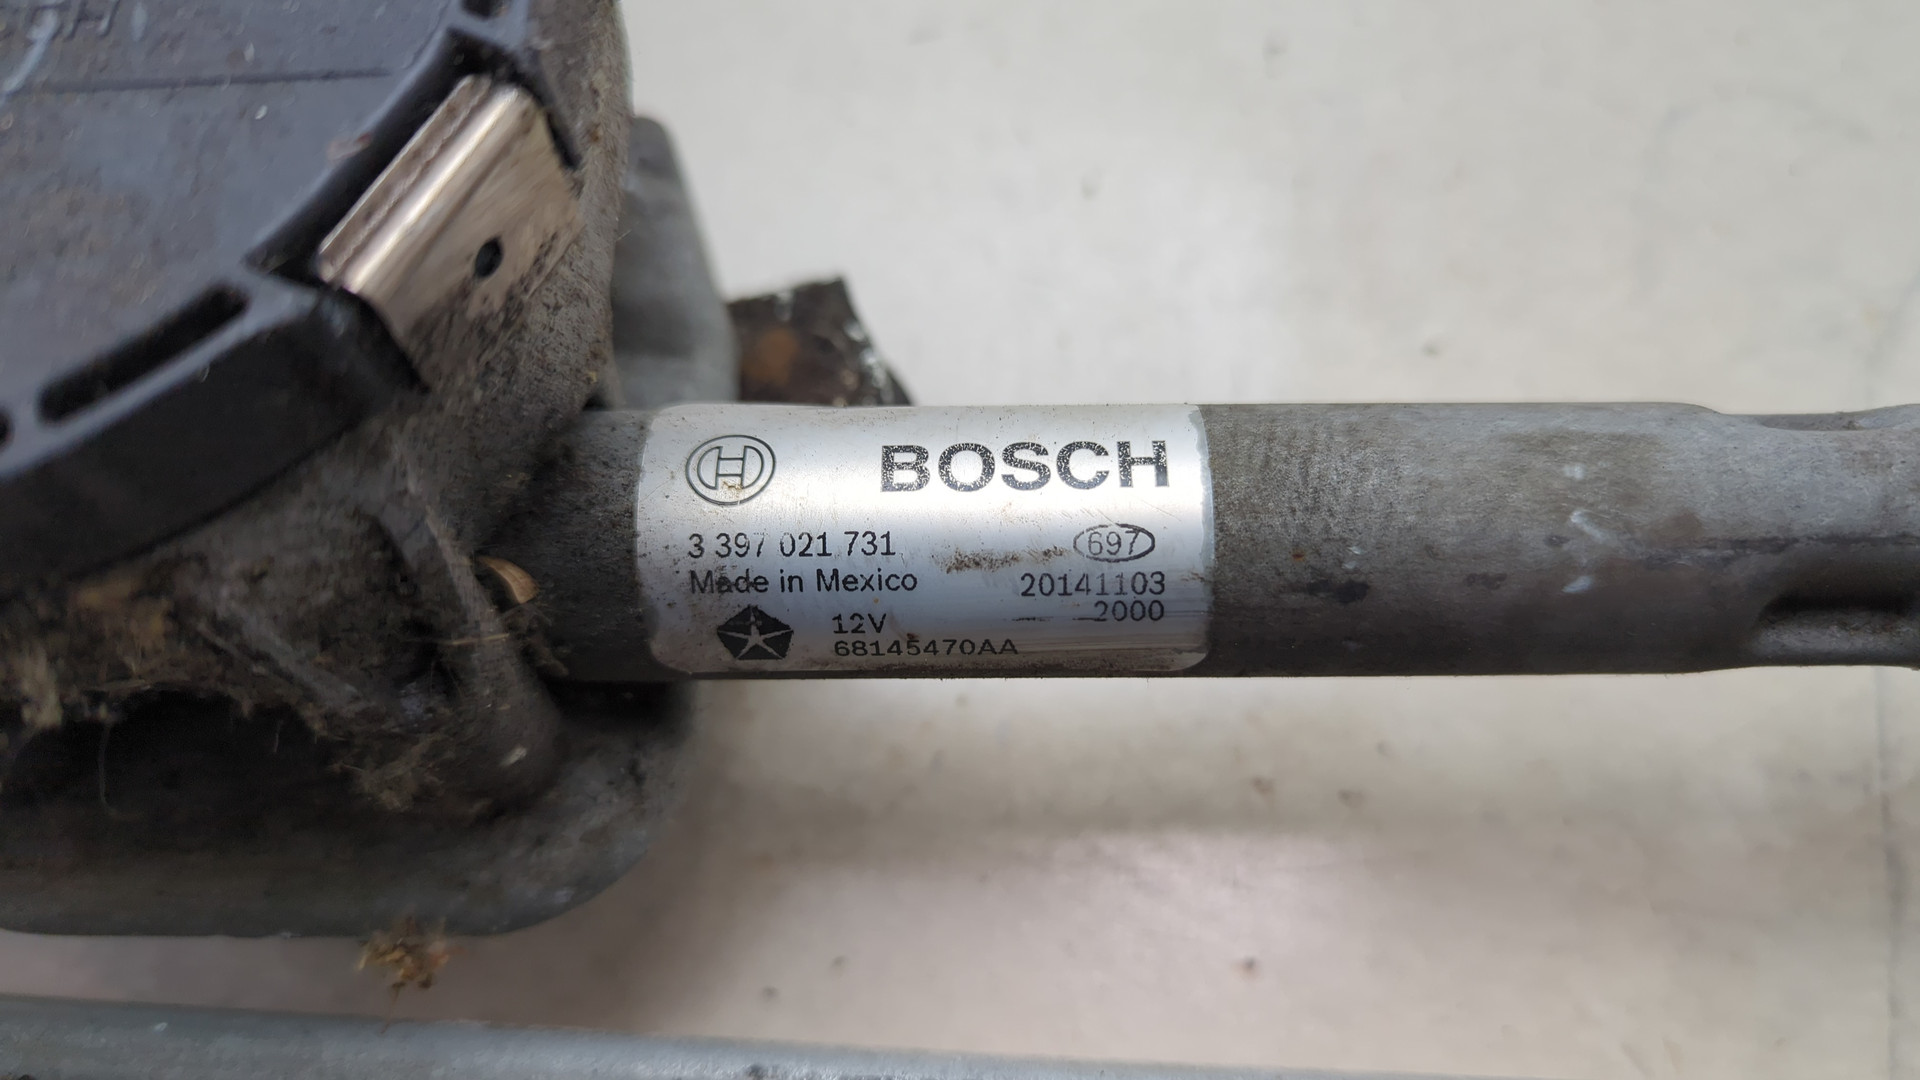 BOSCH
3 397 021 731 697
Made in Mexico 20141103
12V 2000
68145470AA